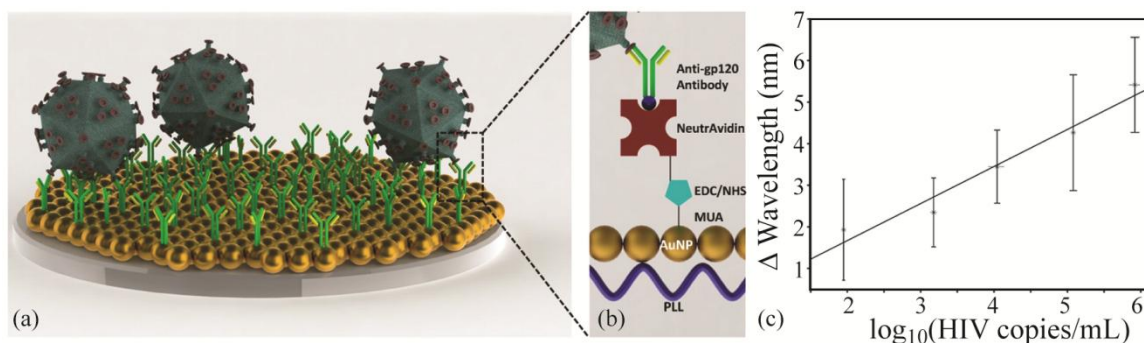 (a)
Anti-gp120
Antibody
NeutrAvidin
EDC/NHS
MUA
AuNP
PLL
(b)
Δ Wavelength (nm)
7
6
5
4
3
2
1
2
3
4
5
6
log10(HIV copies/mL)
(c)